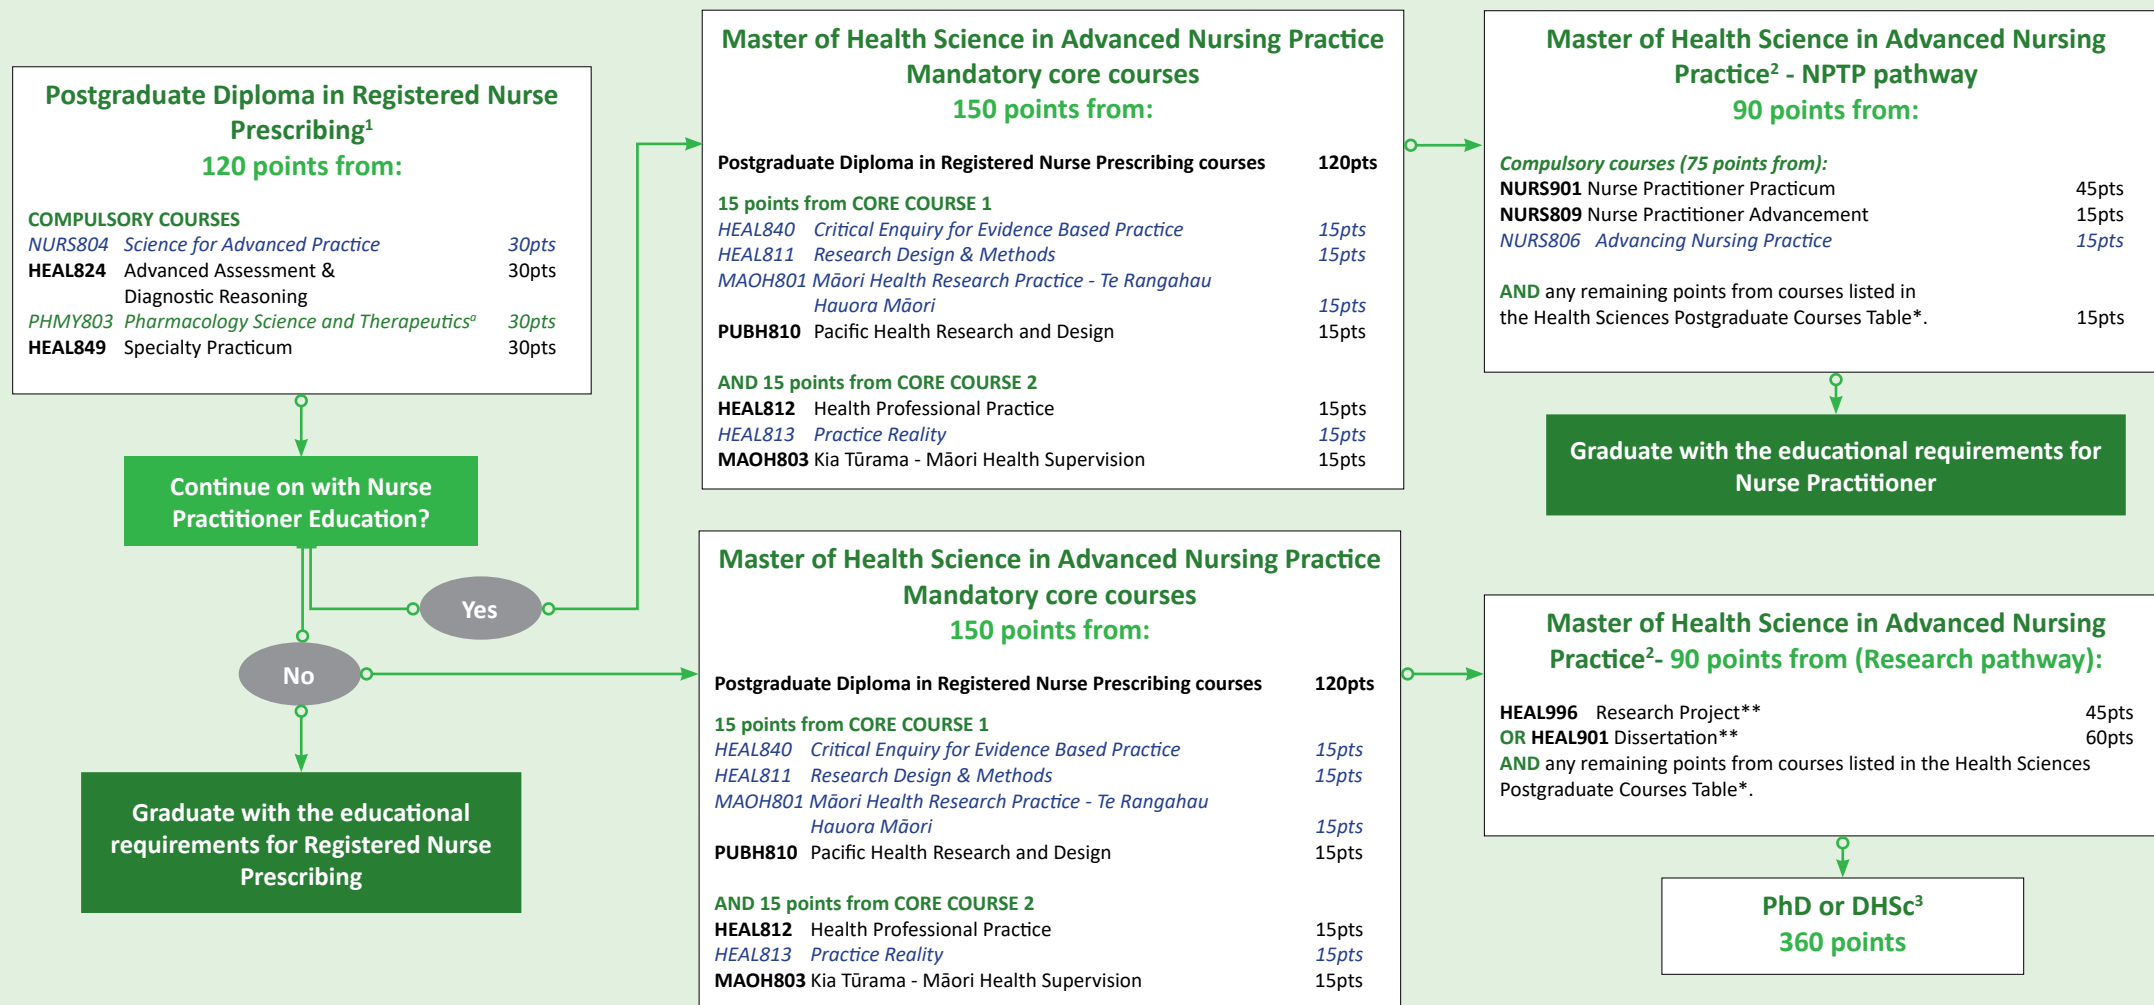 Postgraduate Diploma in Registered Nurse
Prescribing¹
120 points from:
COMPULSORY COURSES
NURS804 Science for Advanced Practice 30pts
HEAL824 Advanced Assessment & 30pts
Diagnostic Reasoning
PHMY803 Pharmacology Science and Therapeuticsᵃ 30pts
HEAL849 Specialty Practicum 30pts
Continue on with Nurse
Practitioner Education?
Yes
No
Graduate with the educational
requirements for Registered Nurse
Prescribing
Master of Health Science in Advanced Nursing Practice
Mandatory core courses
150 points from:
Postgraduate Diploma in Registered Nurse Prescribing courses 120pts
15 points from CORE COURSE 1
HEAL840 Critical Enquiry for Evidence Based Practice 15pts
HEAL811 Research Design & Methods 15pts
MAOH801 Māori Health Research Practice - Te Rangahau
Hauora Māori 15pts
PUBH810 Pacific Health Research and Design 15pts
AND 15 points from CORE COURSE 2
HEAL812 Health Professional Practice 15pts
HEAL813 Practice Reality 15pts
MAOH803 Kia Tūrama - Māori Health Supervision 15pts
Master of Health Science in Advanced Nursing Practice
Mandatory core courses
150 points from:
Postgraduate Diploma in Registered Nurse Prescribing courses 120pts
15 points from CORE COURSE 1
HEAL840 Critical Enquiry for Evidence Based Practice 15pts
HEAL811 Research Design & Methods 15pts
MAOH801 Māori Health Research Practice - Te Rangahau
Hauora Māori 15pts
PUBH810 Pacific Health Research and Design 15pts
AND 15 points from CORE COURSE 2
HEAL812 Health Professional Practice 15pts
HEAL813 Practice Reality 15pts
MAOH803 Kia Tūrama - Māori Health Supervision 15pts
Master of Health Science in Advanced Nursing
Practice² - NPTP pathway
90 points from:
Compulsory courses (75 points from):
NURS901 Nurse Practitioner Practicum 45pts
NURS809 Nurse Practitioner Advancement 15pts
NURS806 Advancing Nursing Practice 15pts
AND any remaining points from courses listed in
the Health Sciences Postgraduate Courses Table*. 15pts
Graduate with the educational requirements for
Nurse Practitioner
Master of Health Science in Advanced Nursing
Practice²- 90 points from (Research pathway):
HEAL996 Research Project** 45pts
OR HEAL901 Dissertation** 60pts
AND any remaining points from courses listed in the Health Sciences
Postgraduate Courses Table*.
PhD or DHSc³
360 points